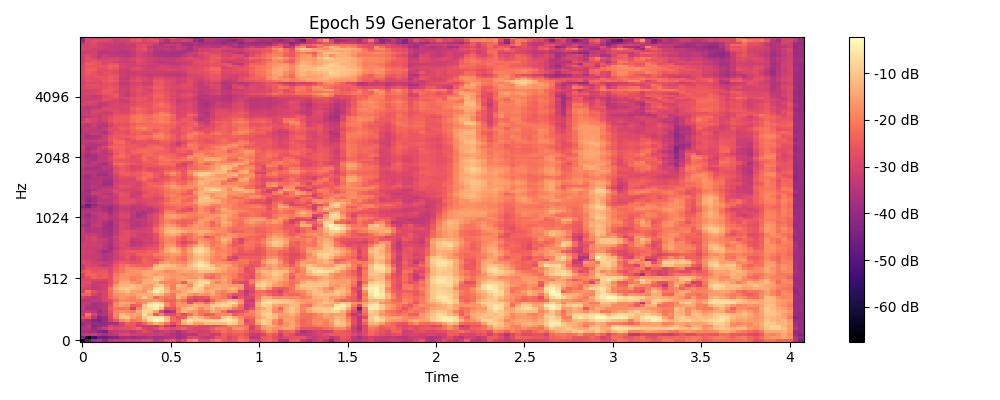 Epoch 59 Generator 1 Sample 1
4096
2048
1024
512
0
Hz
0
0.5
1
1.5
2
2.5
3
3.5
4
Time
-10 dB
-20 dB
-30 dB
-40 dB
-50 dB
-60 dB